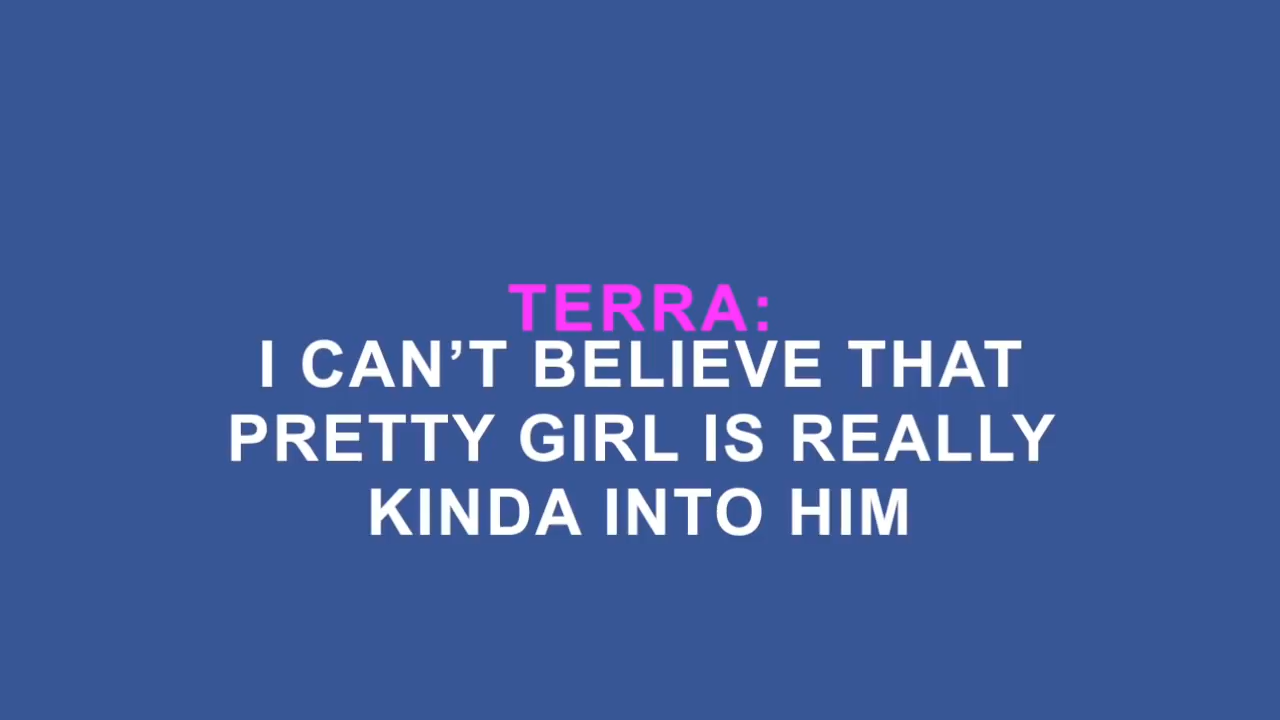 TERRA:
I CAN’T BELIEVE THAT
PRETTY GIRL IS REALLY
KINDA INTO HIM